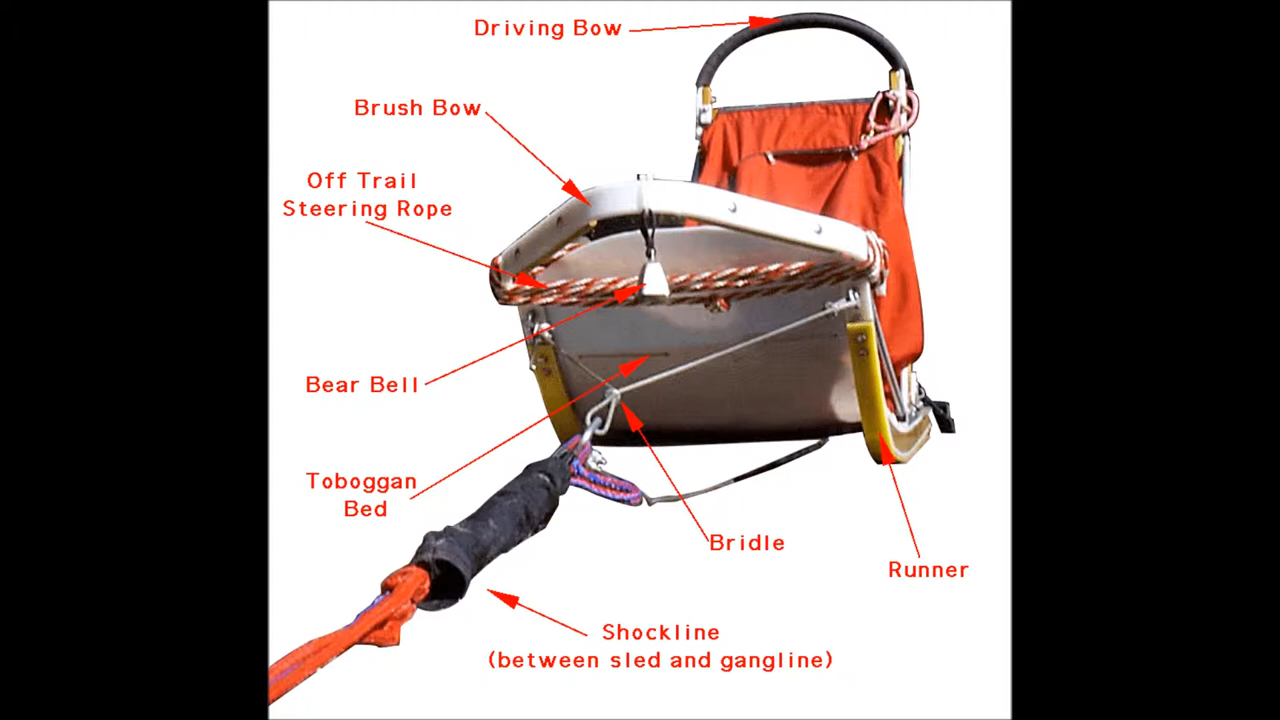 Driving Bow
Brush Bow
Off Trail
Steering Rope
Bear Bell
Toboggan
Bed
Bridle
Runner
Shockline
(between sled and gangline)